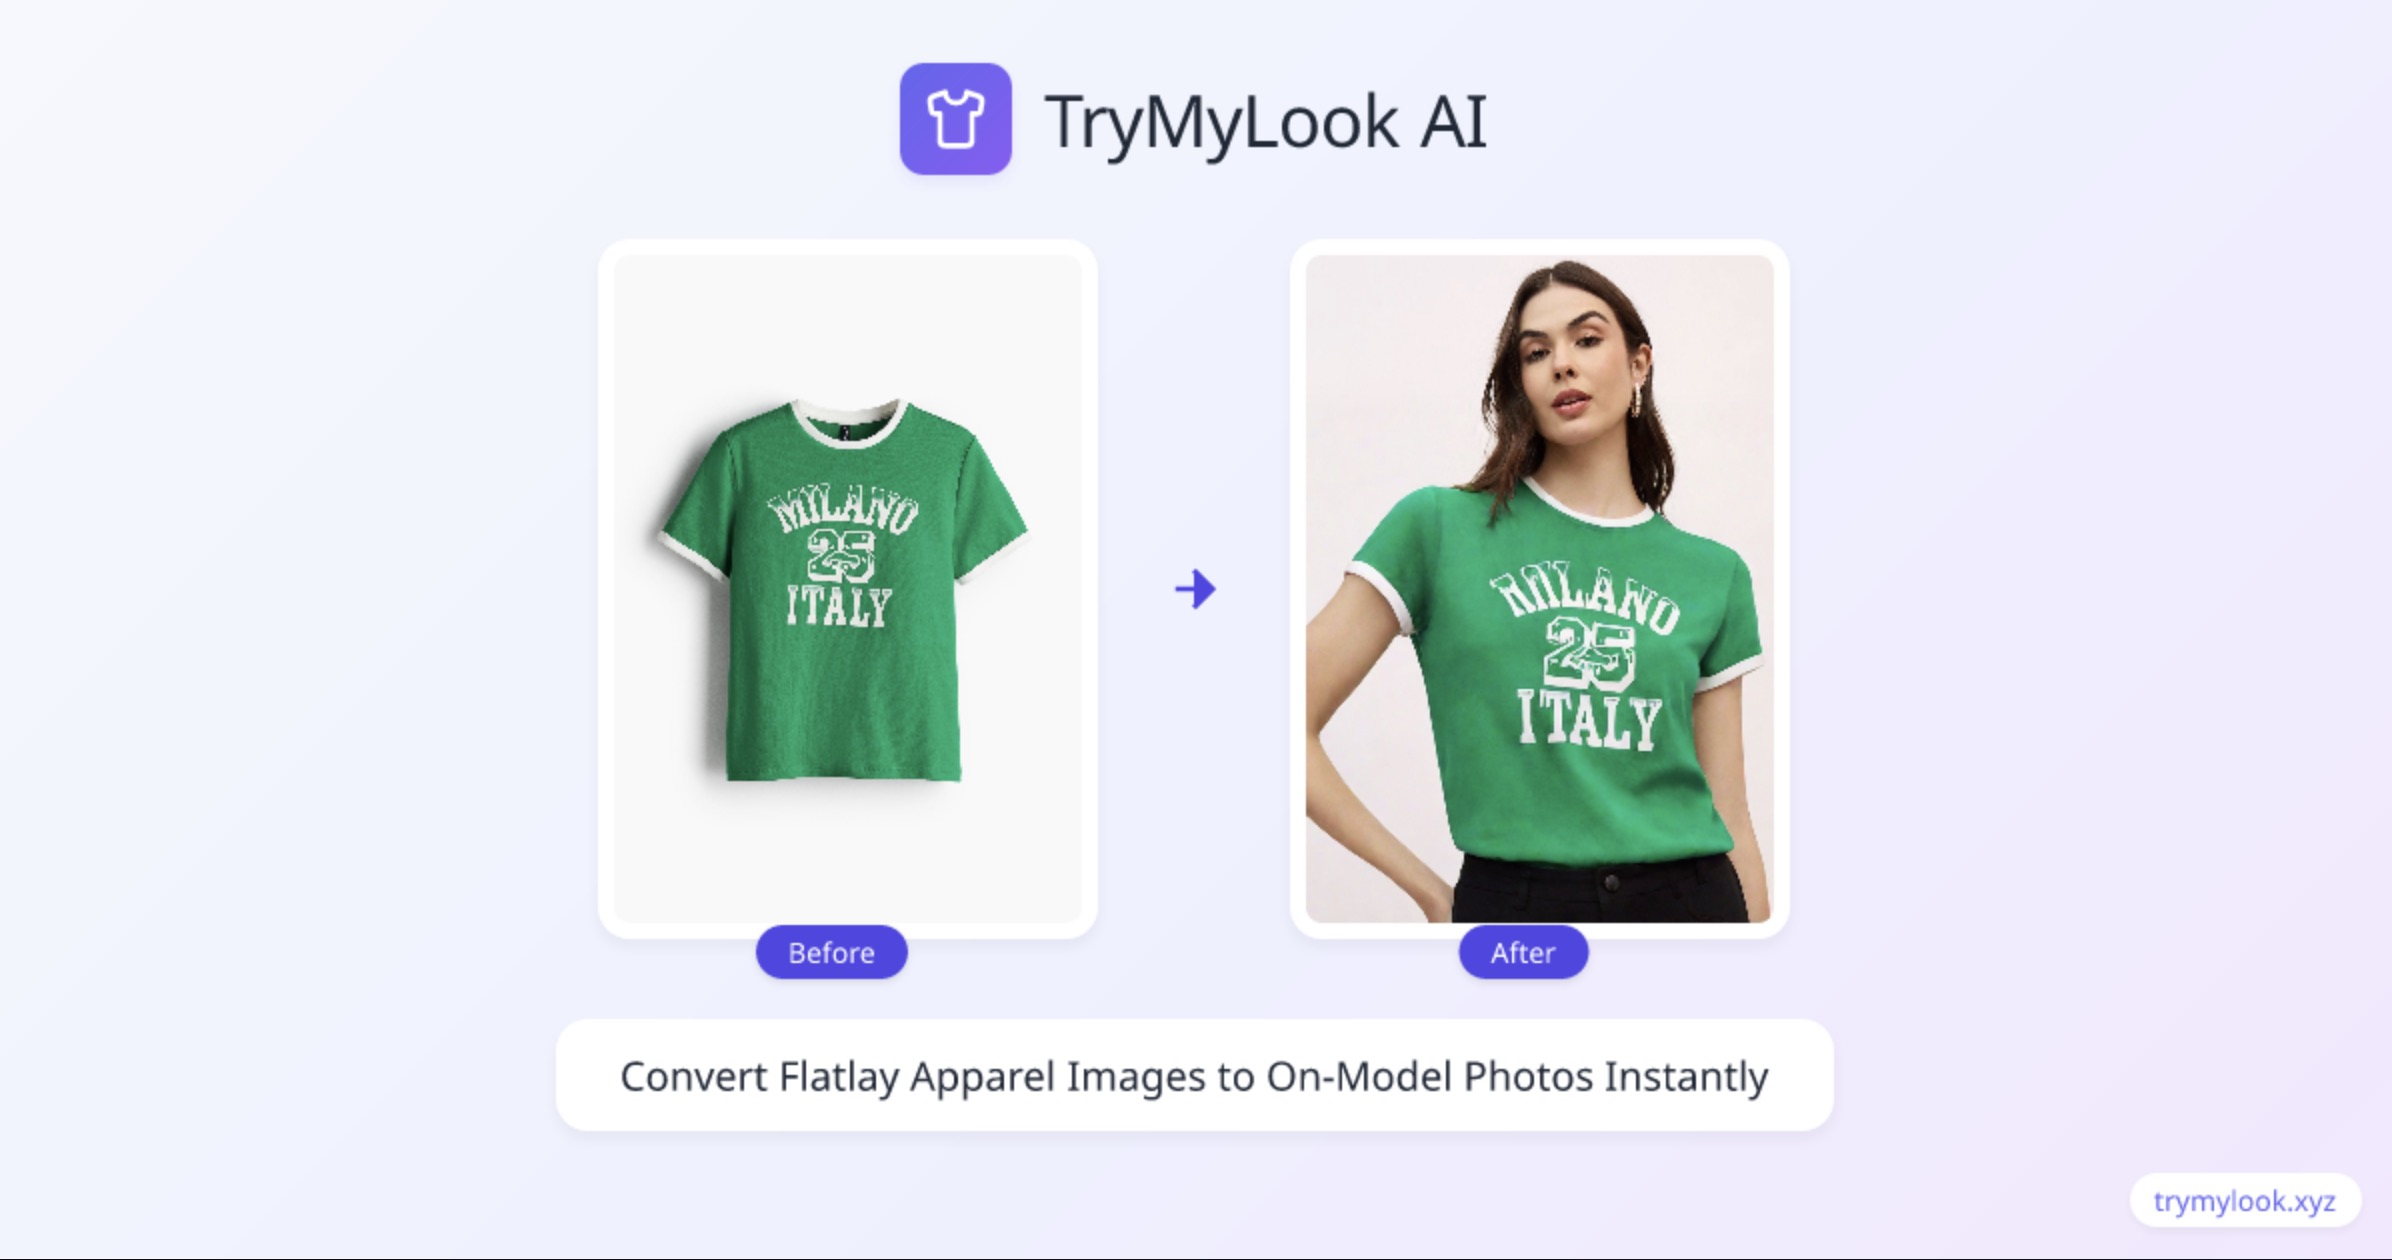 TryMyLook AI
MILANO
25
ITALY
MILANO
25
ITALY
Before
After
Convert Flatlay Apparel Images to On-Model Photos Instantly
trymylook.xyz